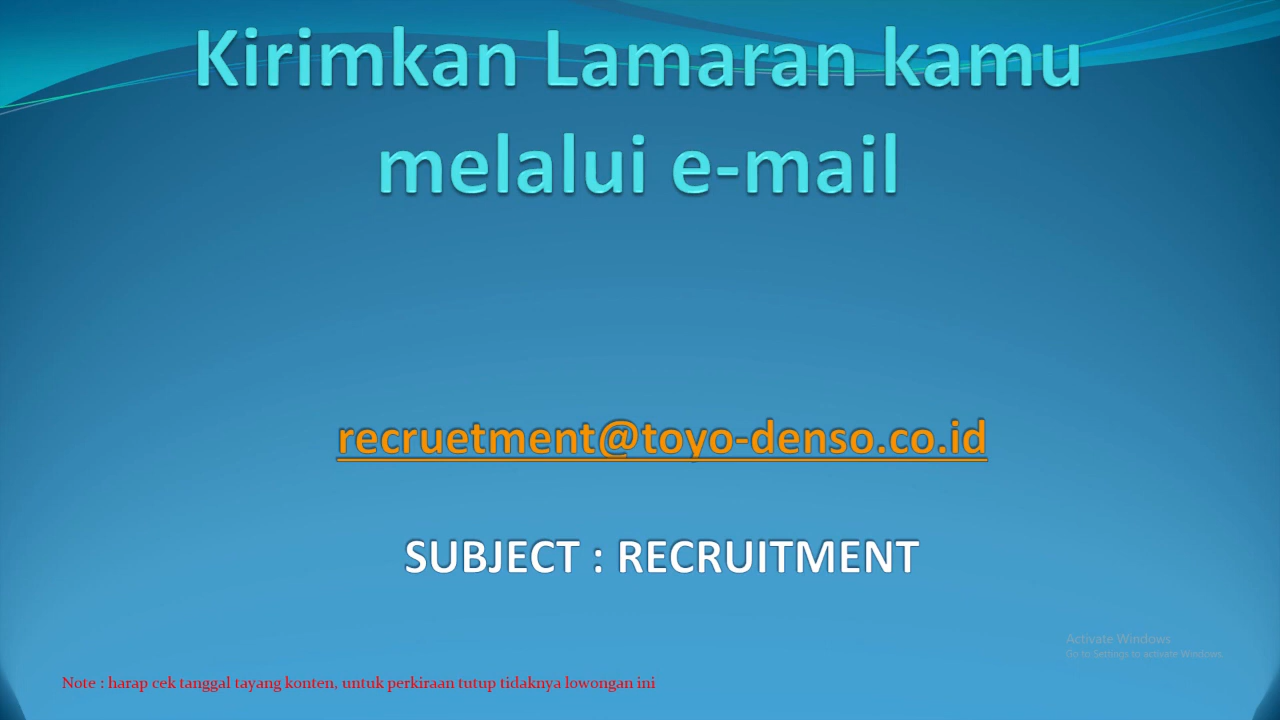 Kirimkan Lamaran kamu
melalui e-mail
recruetment@toyo-denso.co.id
SUBJECT : RECRUITMENT
Activate Windows
Go to Settings to activate Windows.
Note : harap cek tanggal tayang konten, untuk perkiraan tutup tidaknya lowongan ini